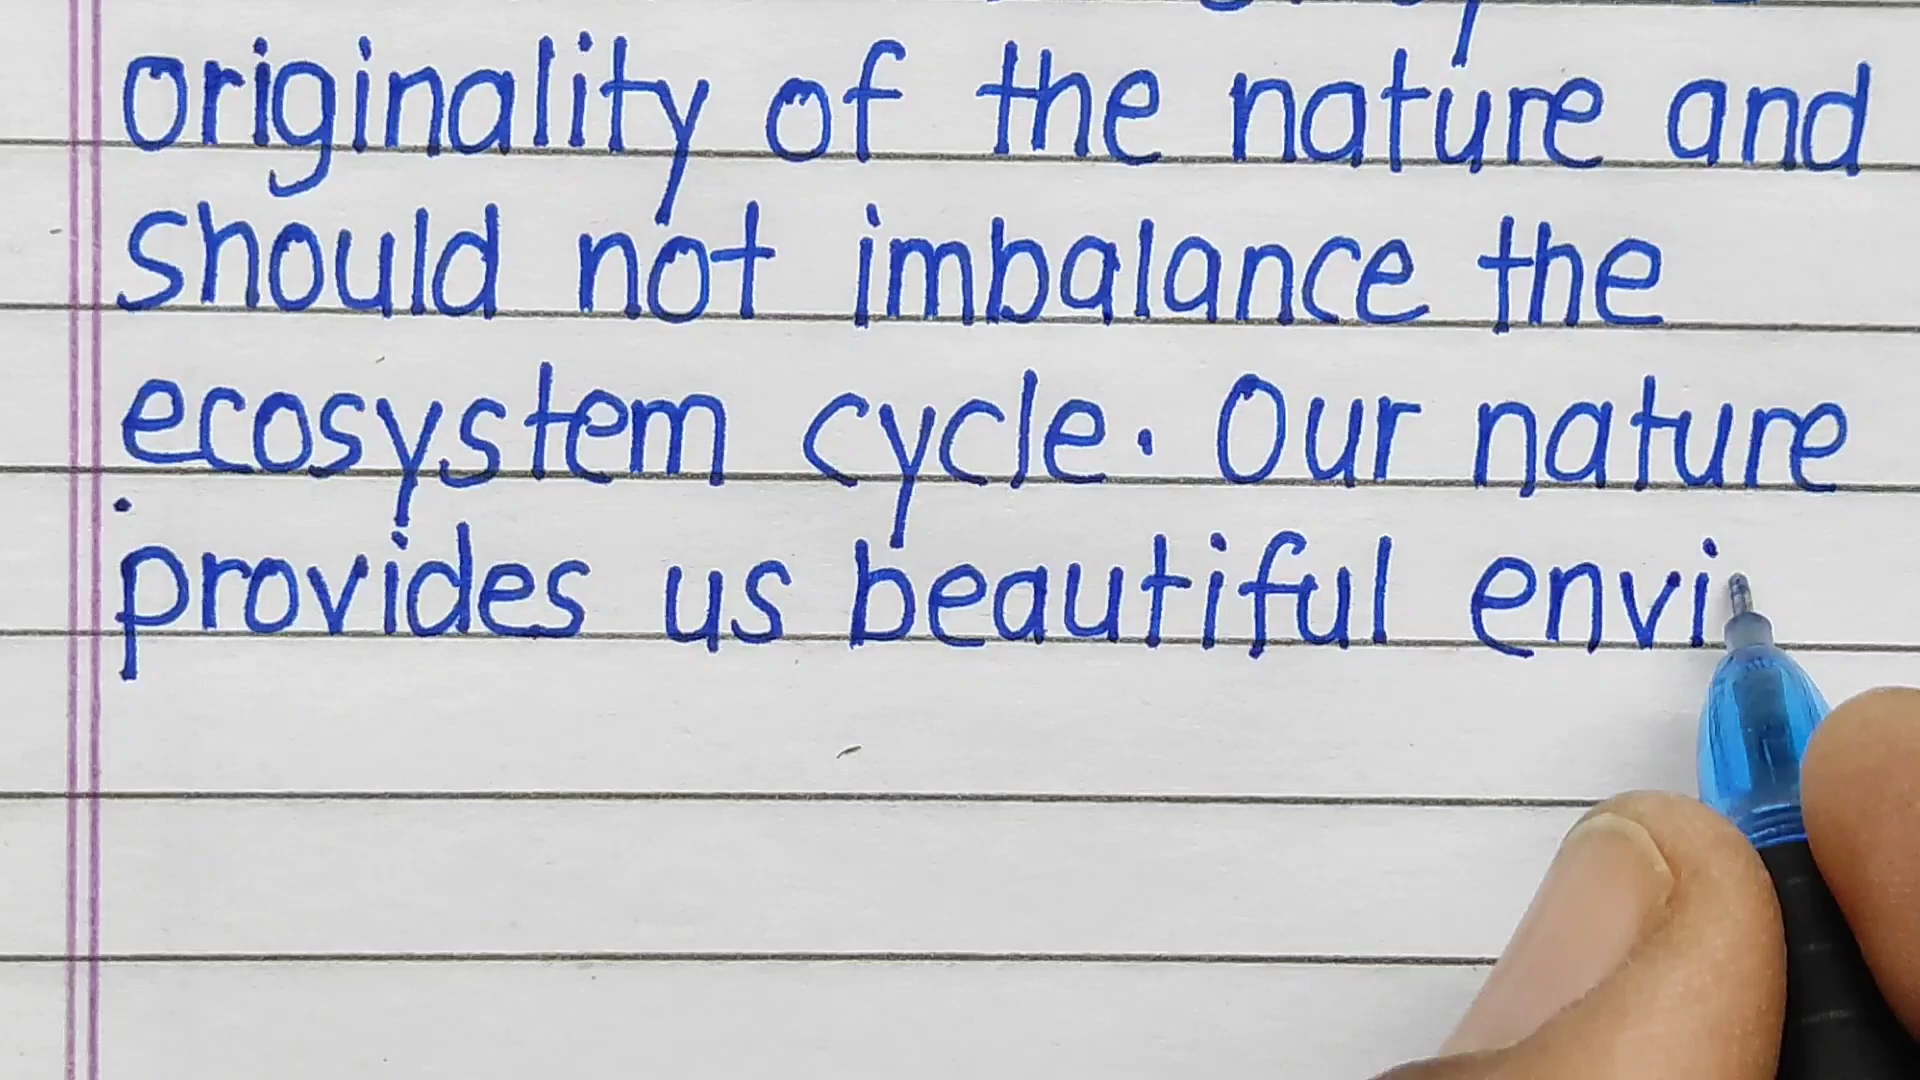 originality of the nature and
should not imbalance the
ecosystem cycle. Our nature
provides us beautiful envi